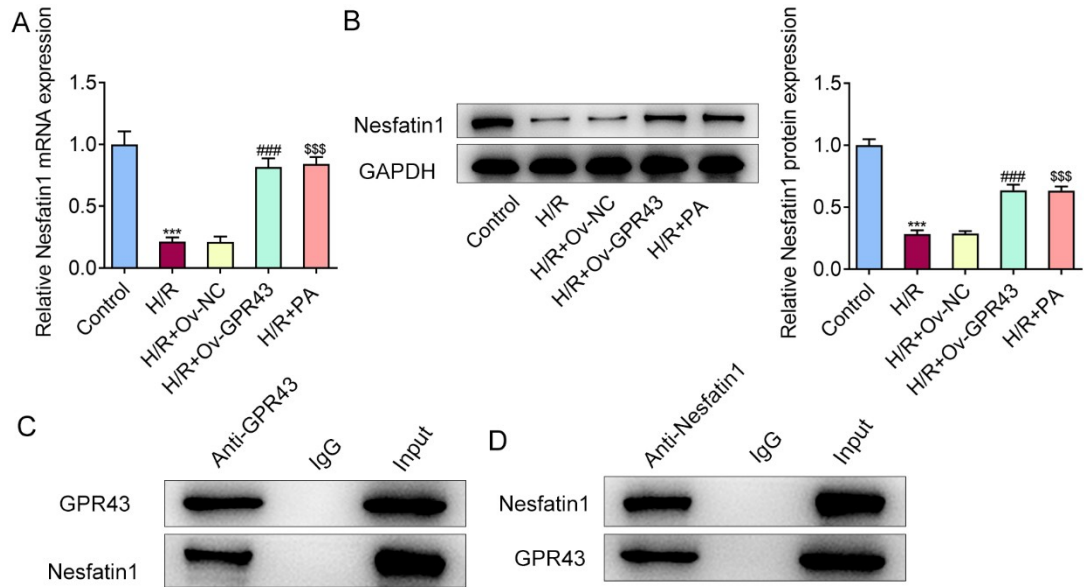 A
Relative Nesfatin1 mRNA expression
1.5
1.0
0.5
0.0
***
###
$$$
Control
H/R
H/R+Ov-NC
H/R+Ov-GPR43
H/R+PA
B
Nesfatin1
GAPDH
Control
H/R
H/R+Ov-NC
H/R+Ov-GPR43
H/R+PA
Relative Nesfatin1 protein expression
1.5
1.0
0.5
0.0
***
###
$$$
Control
H/R
H/R+Ov-NC
H/R+Ov-GPR43
H/R+PA
C
Anti-GPR43
IgG
Input
GPR43
Nesfatin1
D
Anti-Nesfatin1
IgG
Input
Nesfatin1
GPR43